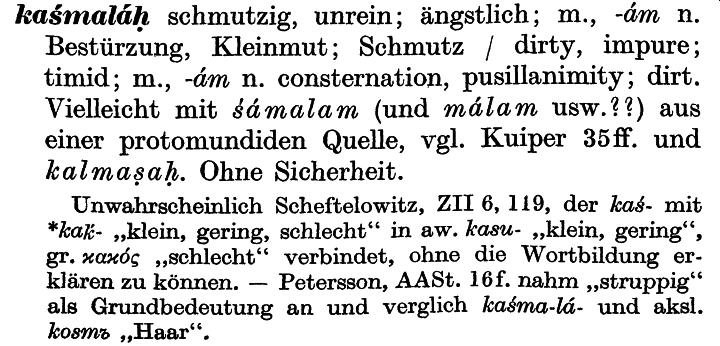 kaśmaláḥ schmutzig, unrein; ängstlich; m., -ám n.
Bestürzung, Kleinmut; Schmutz / dirty, impure;
timid; m., -ám n. consternation, pusillanimity; dirt.
Vielleicht mit śámalam (und málam usw.??) aus
einer protomundiden Quelle, vgl. Kuiper 35ff. und
kalmaṣaḥ. Ohne Sicherheit.
Unwahrscheinlich Scheftelowitz, ZII 6, 119, der kaś- mit
*kak̑- „klein, gering, schlecht“ in aw. kasu- „klein, gering“,
gr. κακός „schlecht“ verbindet, ohne die Wortbildung er-
klären zu können. — Petersson, AASt. 16f. nahm „struppig“
als Grundbedeutung an und verglich kaśma-lá- und aksl.
kosmъ „Haar“.